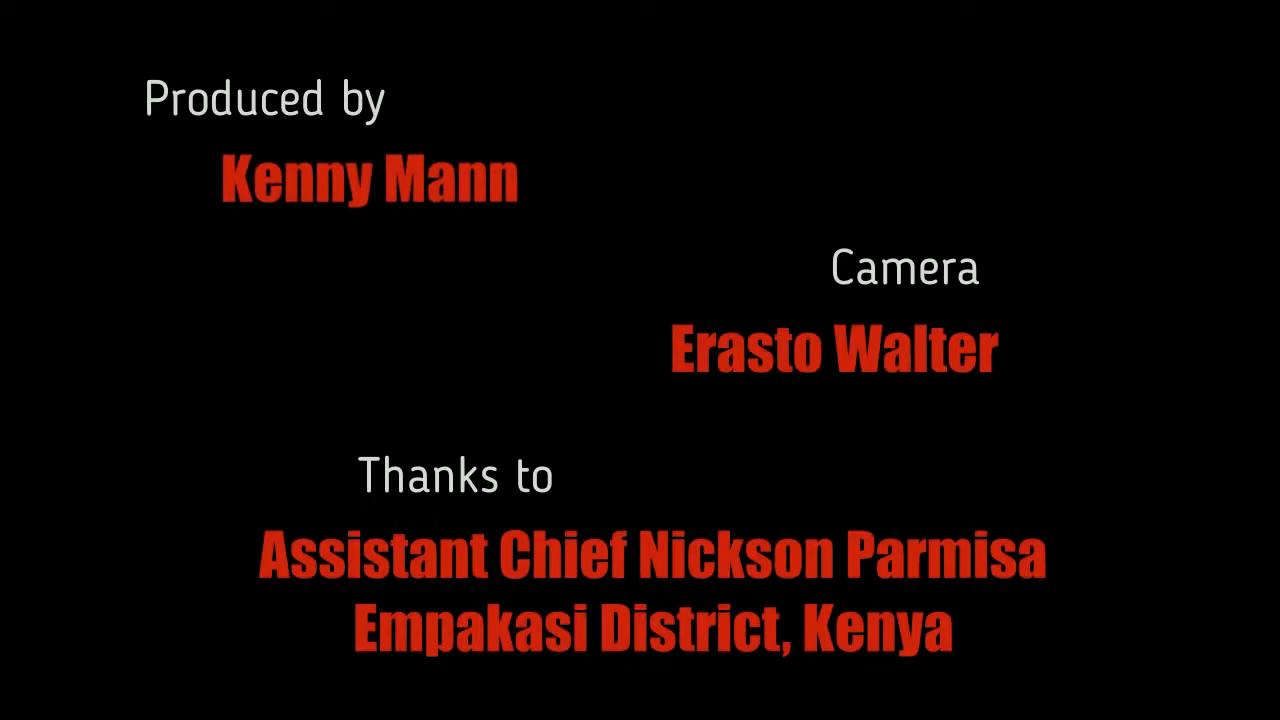 Produced by
Kenny Mann
Camera
Erasto Walter
Thanks to
Assistant Chief Nickson Parmisa
Empakasi District, Kenya